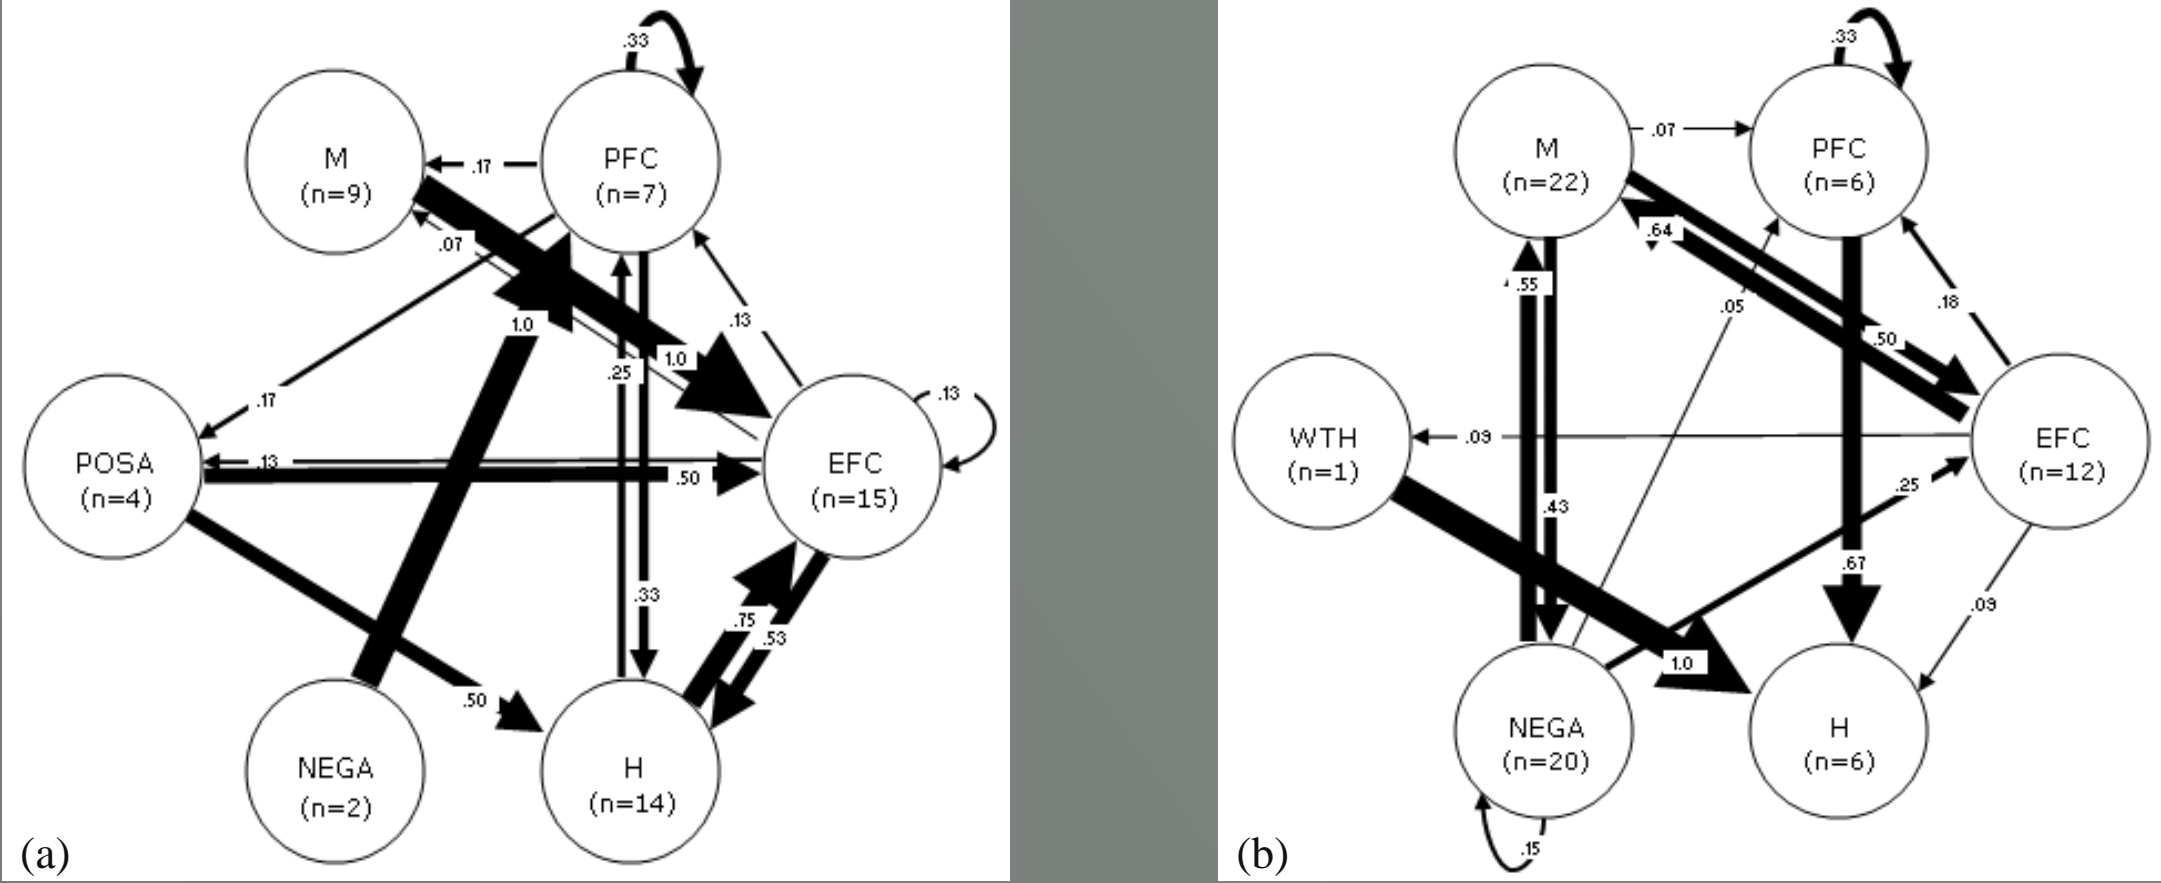 .33
M
(n=9)
PFC
(n=7)
.17
.07
1.0
1.0
.13
.25
.17
.13
POSA
(n=4)
.13
.50
EFC
(n=15)
.33
.75
.53
.50
NEGA
(n=2)
H
(n=14)
(a)
.33
M
(n=22)
.07
PFC
(n=6)
.64
.55
.05
.18
.50
WTH
(n=1)
.09
EFC
(n=12)
.25
.43
.67
.09
1.0
NEGA
(n=20)
H
(n=6)
.15
(b)